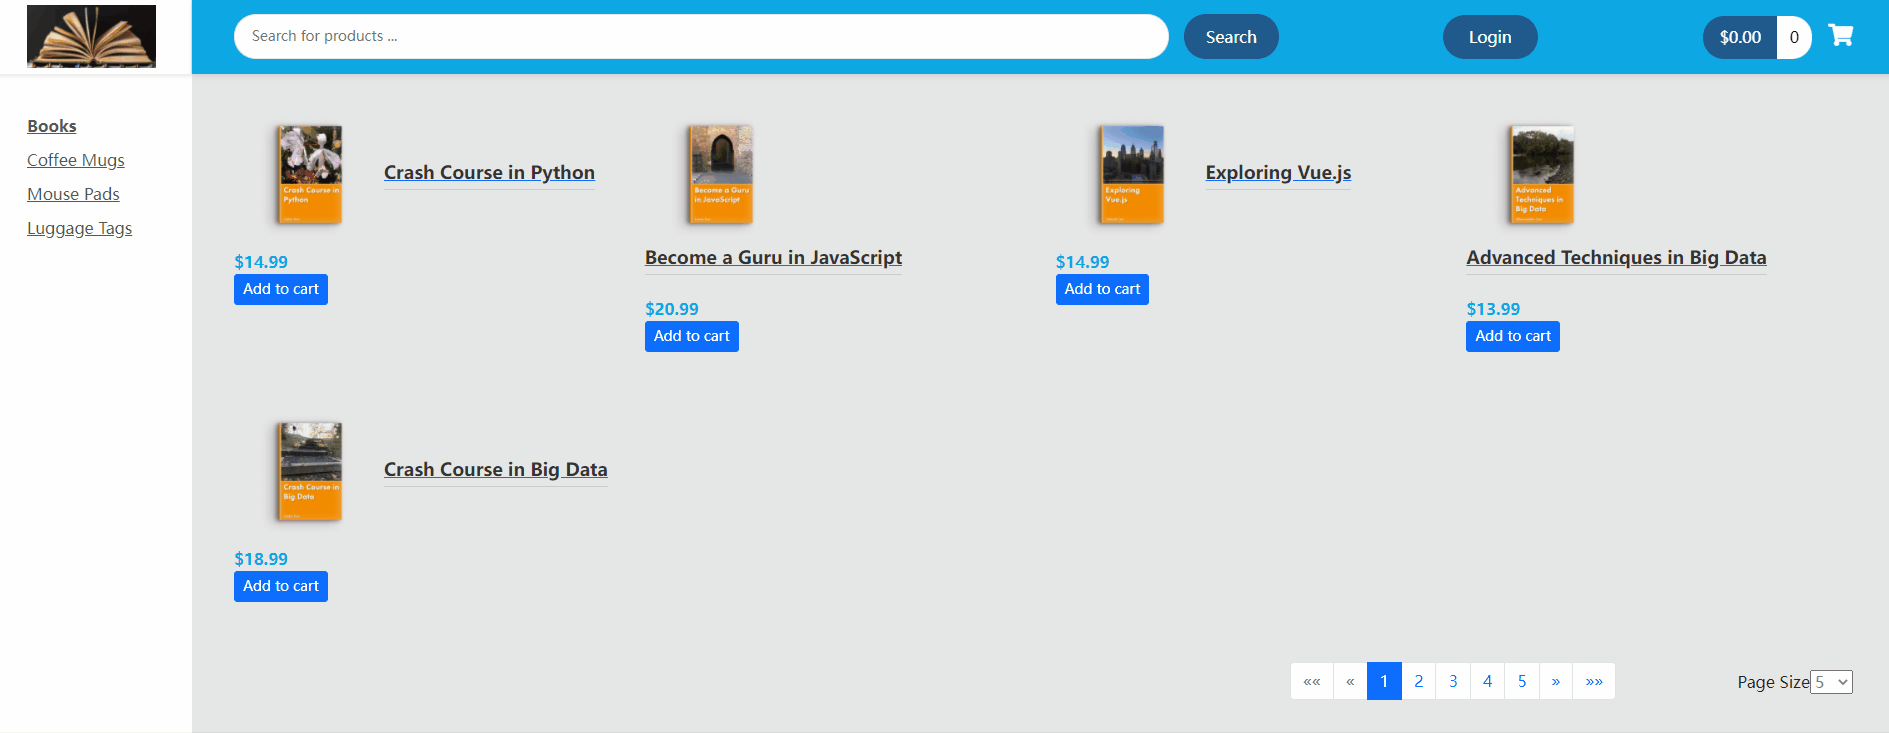 Search for products ...
Search
Login
$0.00
0
Books
Coffee Mugs
Mouse Pads
Luggage Tags
Crash Course in
Python
Crash Course in Python
$14.99
Add to cart
Become a Guru
in JavaScript
Become a Guru in JavaScript
$20.99
Add to cart
Exploring
Vue.js
Exploring Vue.js
$14.99
Add to cart
Advanced
Techniques in
Big Data
Advanced Techniques in Big Data
$13.99
Add to cart
Crash Course in
Big Data
Crash Course in Big Data
$18.99
Add to cart
«« « 1 2 3 4 5 » »»
Page Size 5